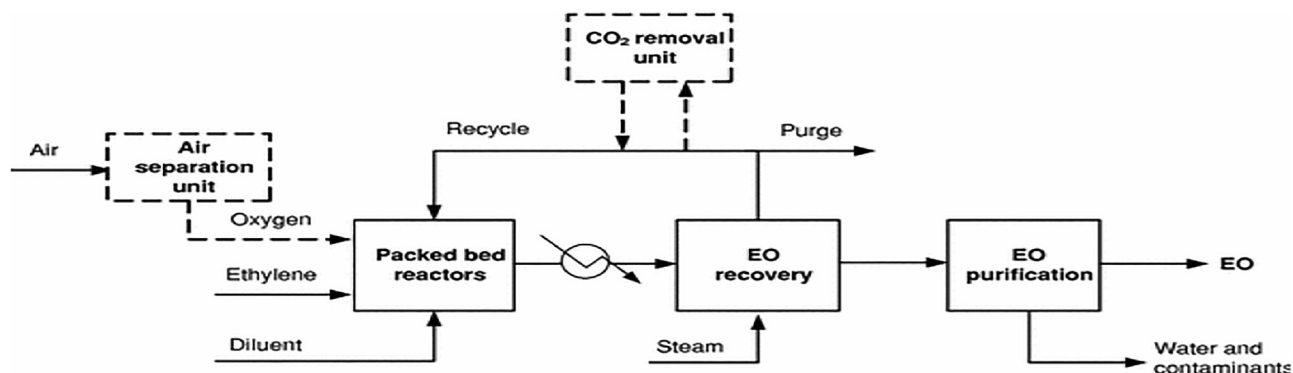 CO₂ removal
unit
Recycle
Purge
Air
Air
separation
unit
Oxygen
Packed bed
reactors
EO
recovery
EO
purification
EO
Ethylene
Diluent
Steam
Water and
contaminants